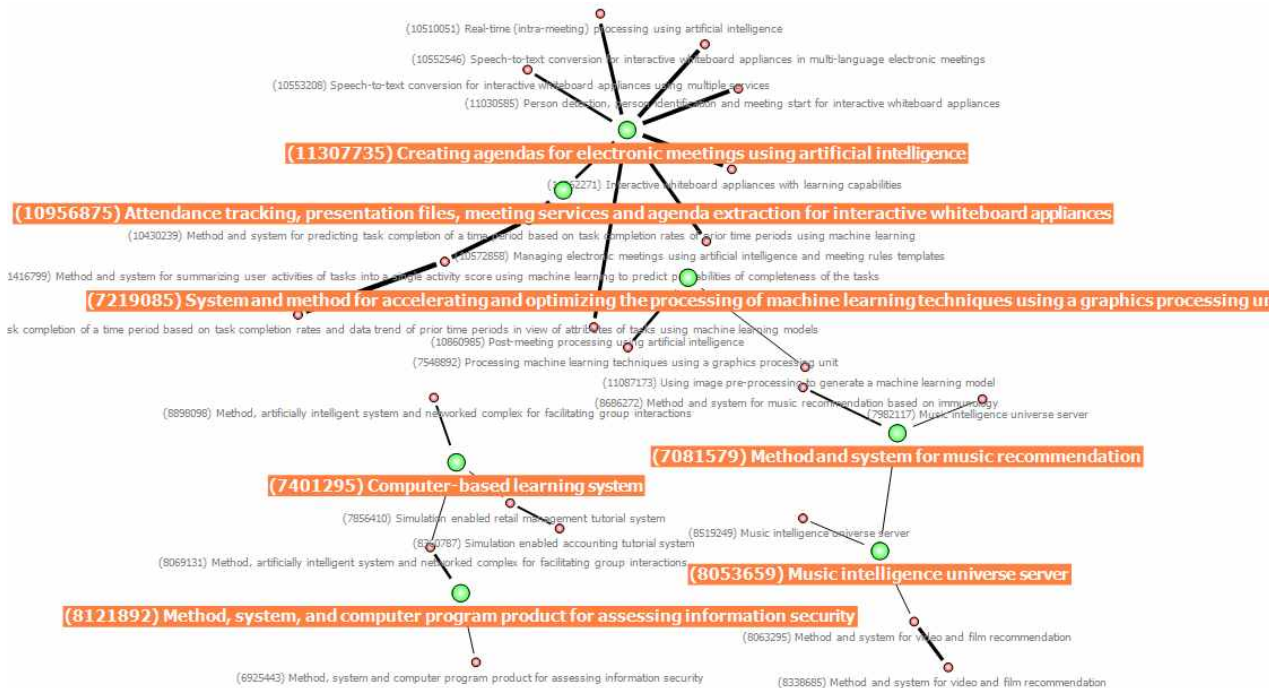 (10510051) Real-time (intra-meeting) processing using artificial intelligence
(10552546) Speech-to-text conversion for interactive whiteboard appliances in multi-language electronic meetings
(10553208) Speech-to-text conversion for interactive whiteboard appliances using multiple services
(11030585) Person detection, person identification and meeting start for interactive whiteboard appliances
(11307735) Creating agendas for electronic meetings using artificial intelligence
Interactive whiteboard appliances with learning capabilities
(10956875) Attendance tracking, presentation files, meeting services and agenda extraction for interactive whiteboard appliances
(10430239) Method and system for predicting task completion of a time period based on task completion rates of prior time periods using machine learning
(10572858) Managing electronic meetings using artificial intelligence and meeting rules templates
1416799) Method and system for summarizing user activities of tasks into a single activity score using machine learning to predict probabilities of completeness of the tasks
(7219085) System and method for accelerating and optimizing the processing of machine learning techniques using a graphics processing un
sk completion of a time period based on task completion rates and data trend of prior time periods in view of attributes of tasks using machine learning models
(10860985) Post-meeting processing using artificial intelligence
(7548892) Processing machine learning techniques using a graphics processing unit
(11087173) Using image pre-processing to generate a machine learning model
(8686272) Method and system for music recommendation based on immunology
(8898098) Method, artificially intelligent system and networked complex for facilitating group interactions
(7982117) Music intelligence universe server
(7081579) Method and system for music recommendation
(7401295) Computer-based learning system
(7856410) Simulation enabled retail management tutorial system
(8519249) Music intelligence universe server
Simulation enabled accounting tutorial system
(8069131) Method, artificially intelligent system and networked complex for facilitating group interactions
(8053659) Music intelligence universe server
(8121892) Method, system, and computer program product for assessing information security
(8063295) Method and system for video and film recommendation
(6925443) Method, system and computer program product for assessing information security
(8338685) Method and system for video and film recommendation